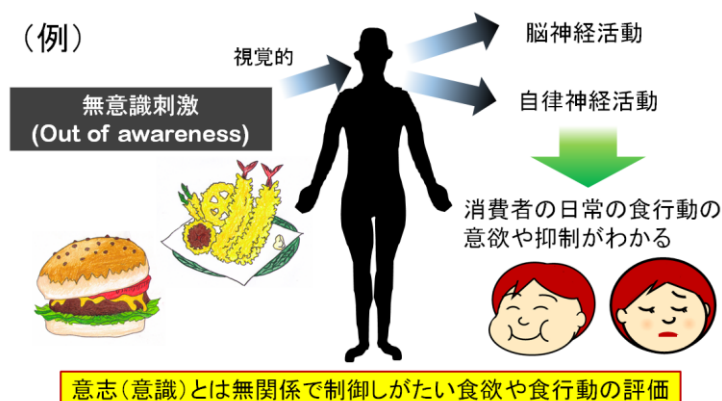 (例)
視覚的
無意識刺激
(Out of awareness)
脳神経活動
自律神経活動
消費者の日常の食行動の
意欲や抑制がわかる
意志(意識)とは無関係で制御しがたい食欲や食行動の評価